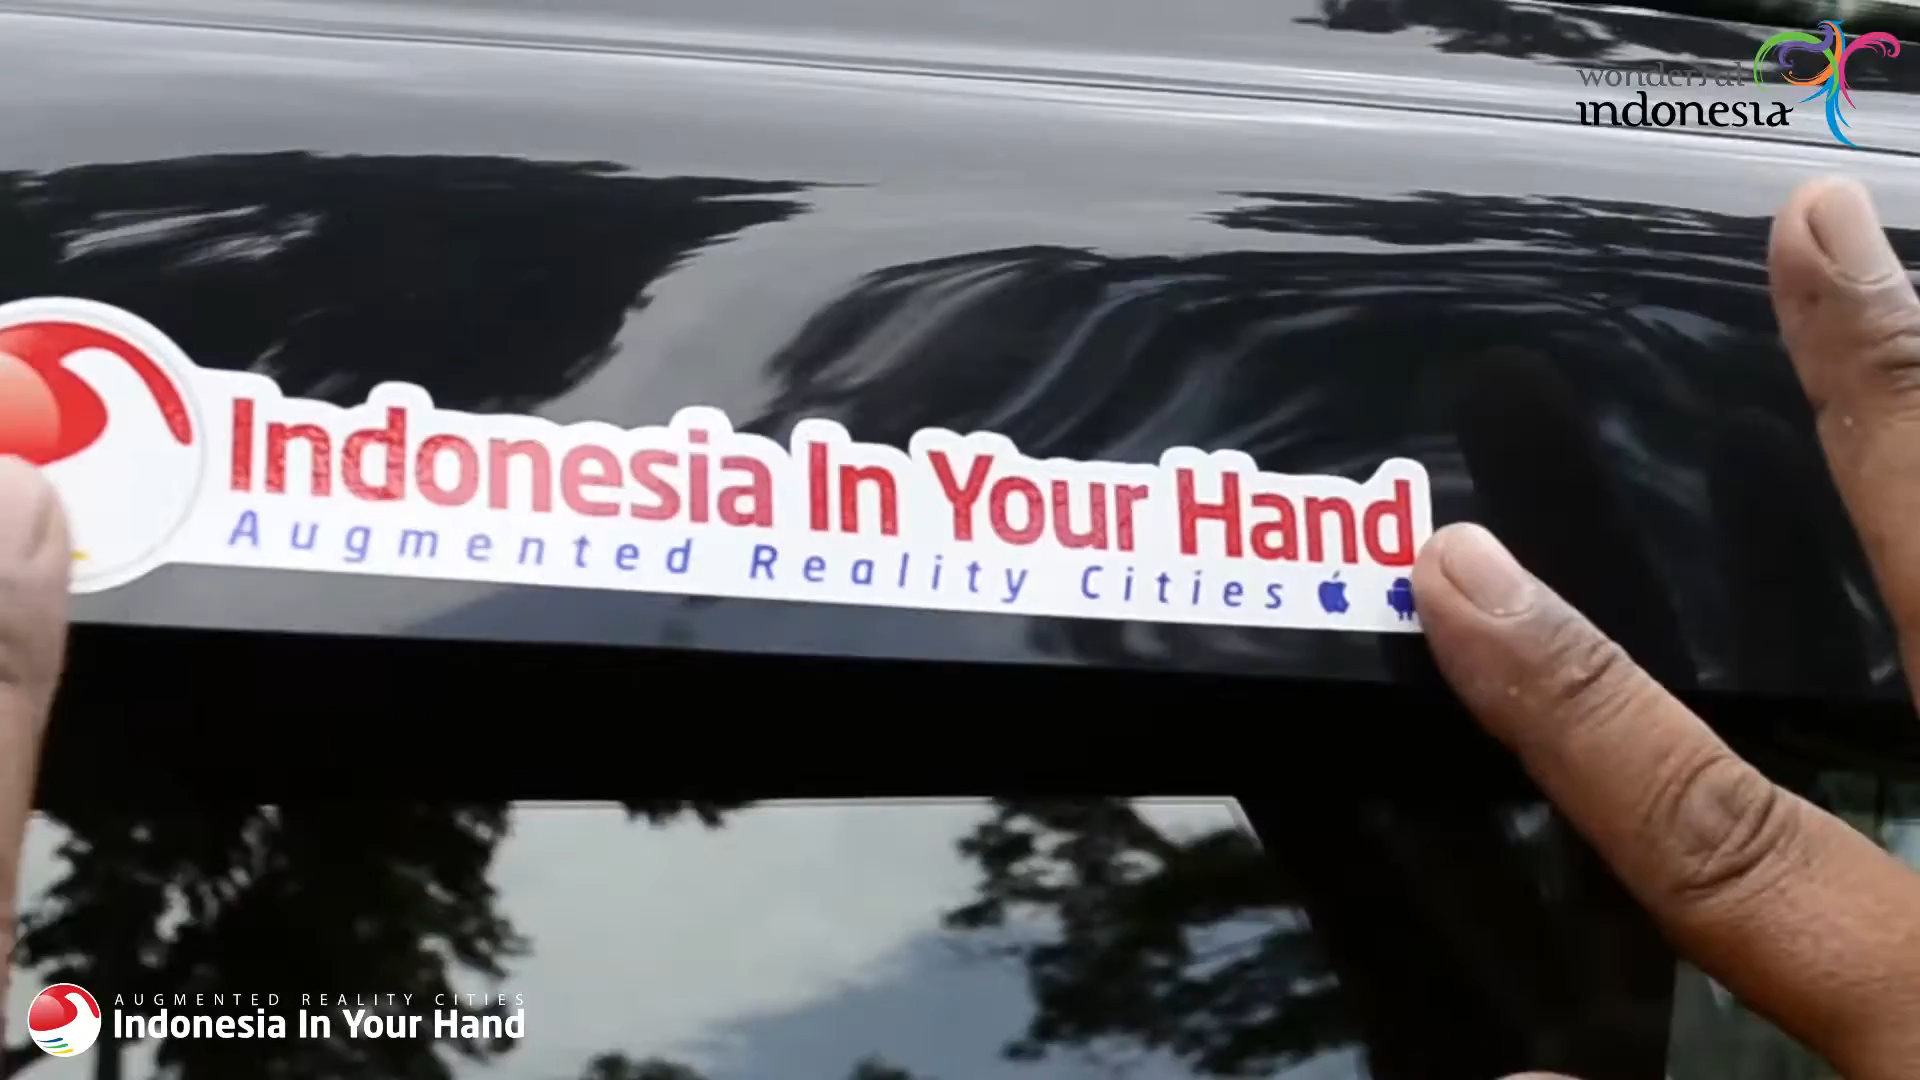 wonderful
indonesia
Indonesia In Your Hand
Augmented Reality Cities
AUGMENTED REALITY CITIES
Indonesia In Your Hand